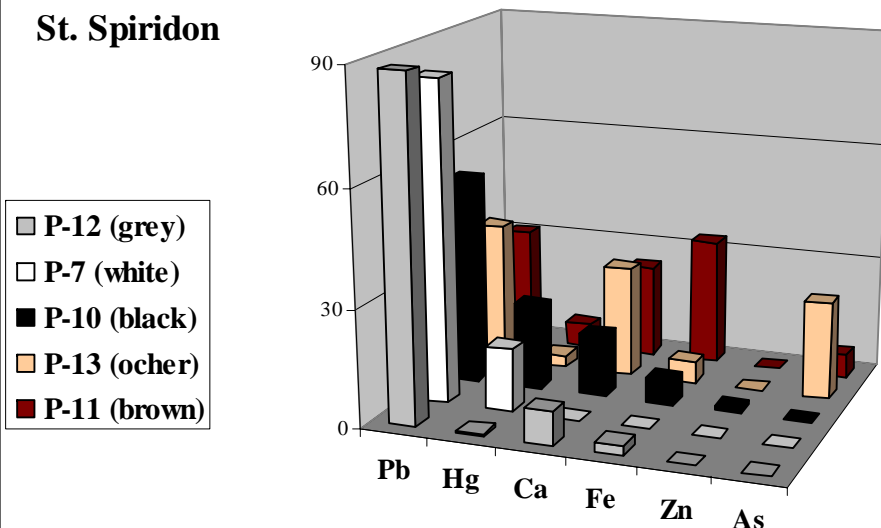 St. Spiridon
90
60
30
0
P-12 (grey)
P-7 (white)
P-10 (black)
P-13 (ocher)
P-11 (brown)
Pb
Hg
Ca
Fe
Zn
As